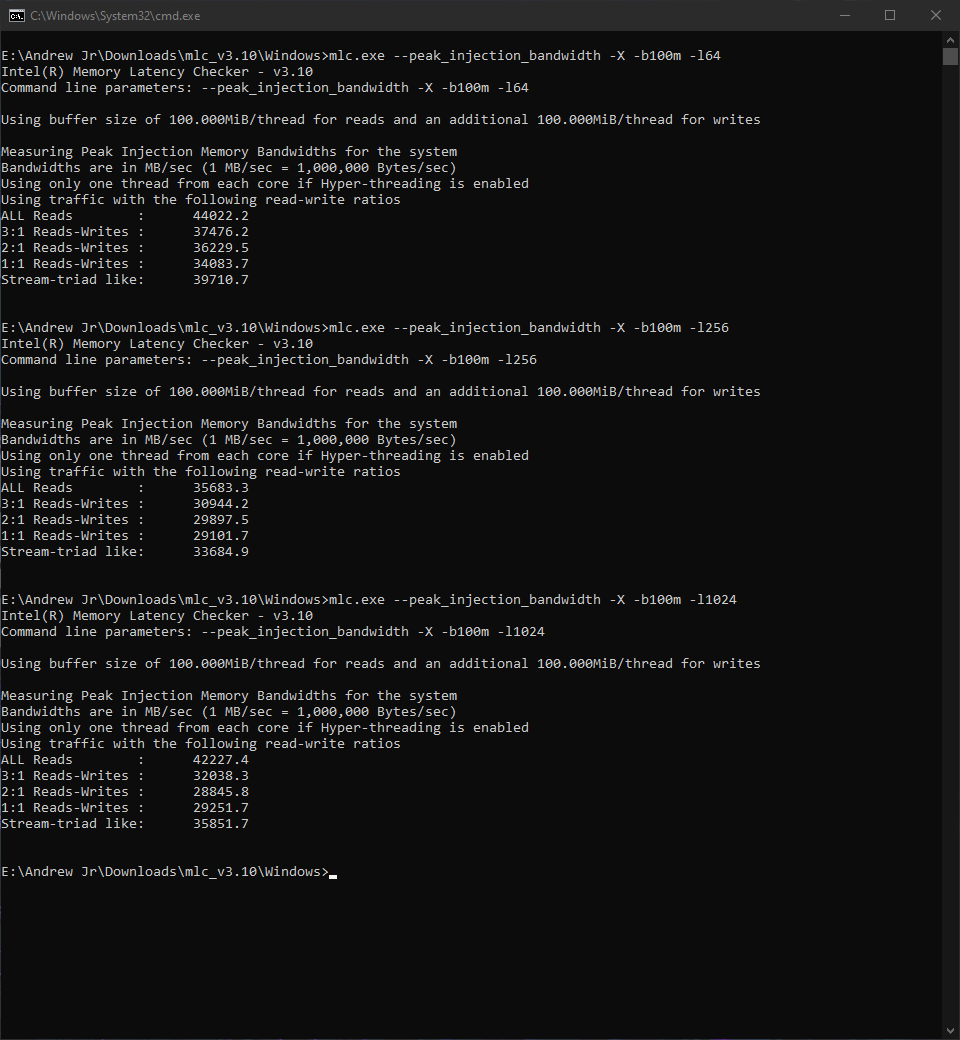 C:\Windows\System32\cmd.exe
E:\Andrew Jr\Downloads\mlc_v3.10\Windows>mlc.exe --peak_injection_bandwidth -X -b100m -l64
Intel(R) Memory Latency Checker - v3.10
Command line parameters: --peak_injection_bandwidth -X -b100m -l64
Using buffer size of 100.000MiB/thread for reads and an additional 100.000MiB/thread for writes
Measuring Peak Injection Memory Bandwidths for the system
Bandwidths are in MB/sec (1 MB/sec = 1,000,000 Bytes/sec)
Using only one thread from each core if Hyper-threading is enabled
Using traffic with the following read-write ratios
ALL Reads        :      44022.2
3:1 Reads-Writes :      37476.2
2:1 Reads-Writes :      36229.5
1:1 Reads-Writes :      34083.7
Stream-triad like:      39710.7
E:\Andrew Jr\Downloads\mlc_v3.10\Windows>mlc.exe --peak_injection_bandwidth -X -b100m -l256
Intel(R) Memory Latency Checker - v3.10
Command line parameters: --peak_injection_bandwidth -X -b100m -l256
Using buffer size of 100.000MiB/thread for reads and an additional 100.000MiB/thread for writes
Measuring Peak Injection Memory Bandwidths for the system
Bandwidths are in MB/sec (1 MB/sec = 1,000,000 Bytes/sec)
Using only one thread from each core if Hyper-threading is enabled
Using traffic with the following read-write ratios
ALL Reads        :      35683.3
3:1 Reads-Writes :      30944.2
2:1 Reads-Writes :      29897.5
1:1 Reads-Writes :      29101.7
Stream-triad like:      33684.9
E:\Andrew Jr\Downloads\mlc_v3.10\Windows>mlc.exe --peak_injection_bandwidth -X -b100m -l1024
Intel(R) Memory Latency Checker - v3.10
Command line parameters: --peak_injection_bandwidth -X -b100m -l1024
Using buffer size of 100.000MiB/thread for reads and an additional 100.000MiB/thread for writes
Measuring Peak Injection Memory Bandwidths for the system
Bandwidths are in MB/sec (1 MB/sec = 1,000,000 Bytes/sec)
Using only one thread from each core if Hyper-threading is enabled
Using traffic with the following read-write ratios
ALL Reads        :      42227.4
3:1 Reads-Writes :      32038.3
2:1 Reads-Writes :      28845.8
1:1 Reads-Writes :      29251.7
Stream-triad like:      35851.7
E:\Andrew Jr\Downloads\mlc_v3.10\Windows>